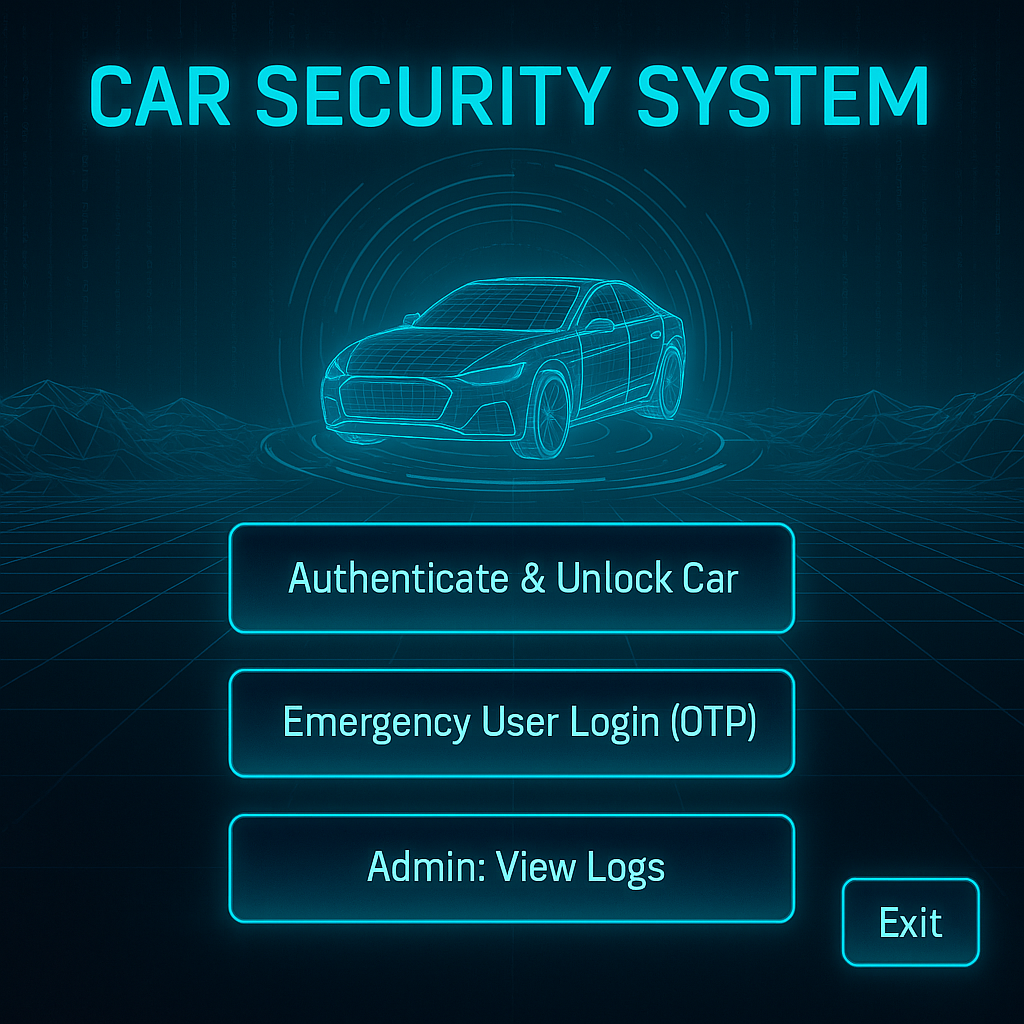 CAR SECURITY SYSTEM
Authenticate & Unlock Car
Emergency User Login (OTP)
Admin: View Logs
Exit